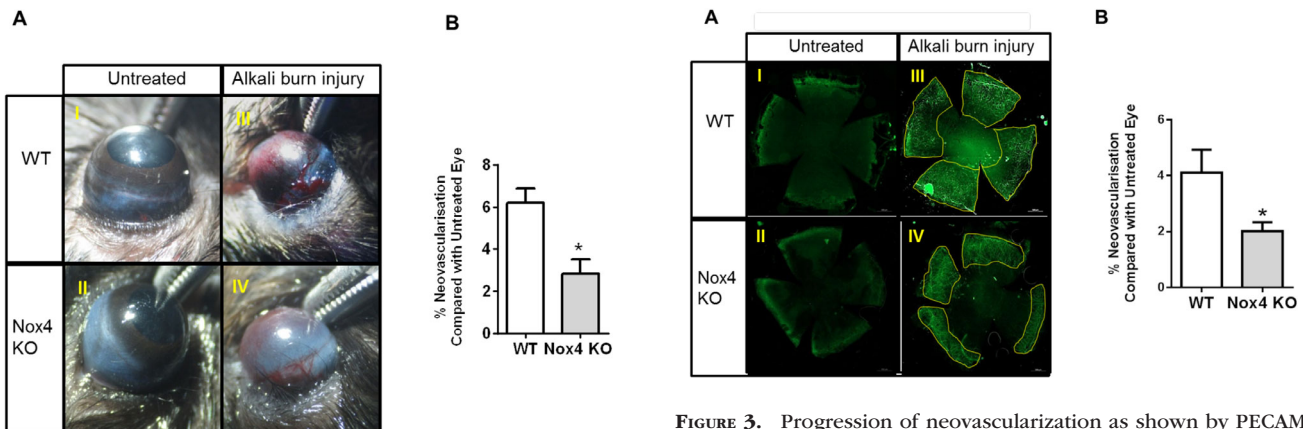 A
Untreated
Alkali burn injury
WT
I
III
Nox4
KO
II
IV
B
% Neovascularisation
Compared with Untreated Eye
8
6
4
2
0
*
WT Nox4 KO
A
Untreated
Alkali burn injury
WT
I
III
Nox4
KO
II
IV
B
% Neovascularisation
Compared with Untreated Eye
6
4
2
0
*
WT Nox4 KO
FIGURE 3. Progression of neovascularization as shown by PECAM